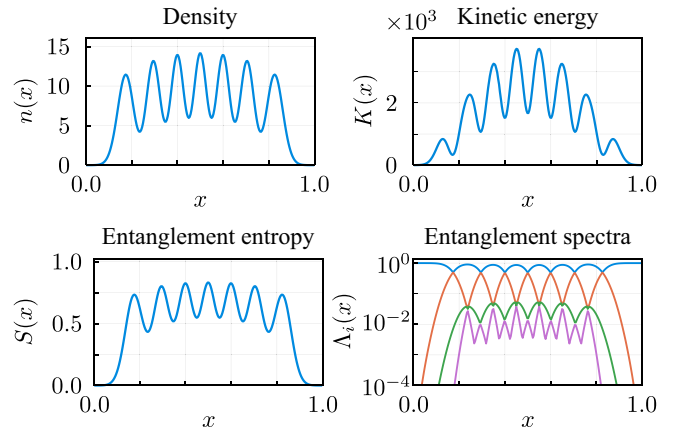 Density
15
10
5
0
n(x)
0.0
1.0
x
Kinetic energy
×10³
2
0
K(x)
0.0
1.0
x
Entanglement entropy
1.0
0.5
0.0
S(x)
0.0
1.0
x
Entanglement spectra
10⁰
10⁻²
10⁻⁴
Λᵢ(x)
0.0
1.0
x